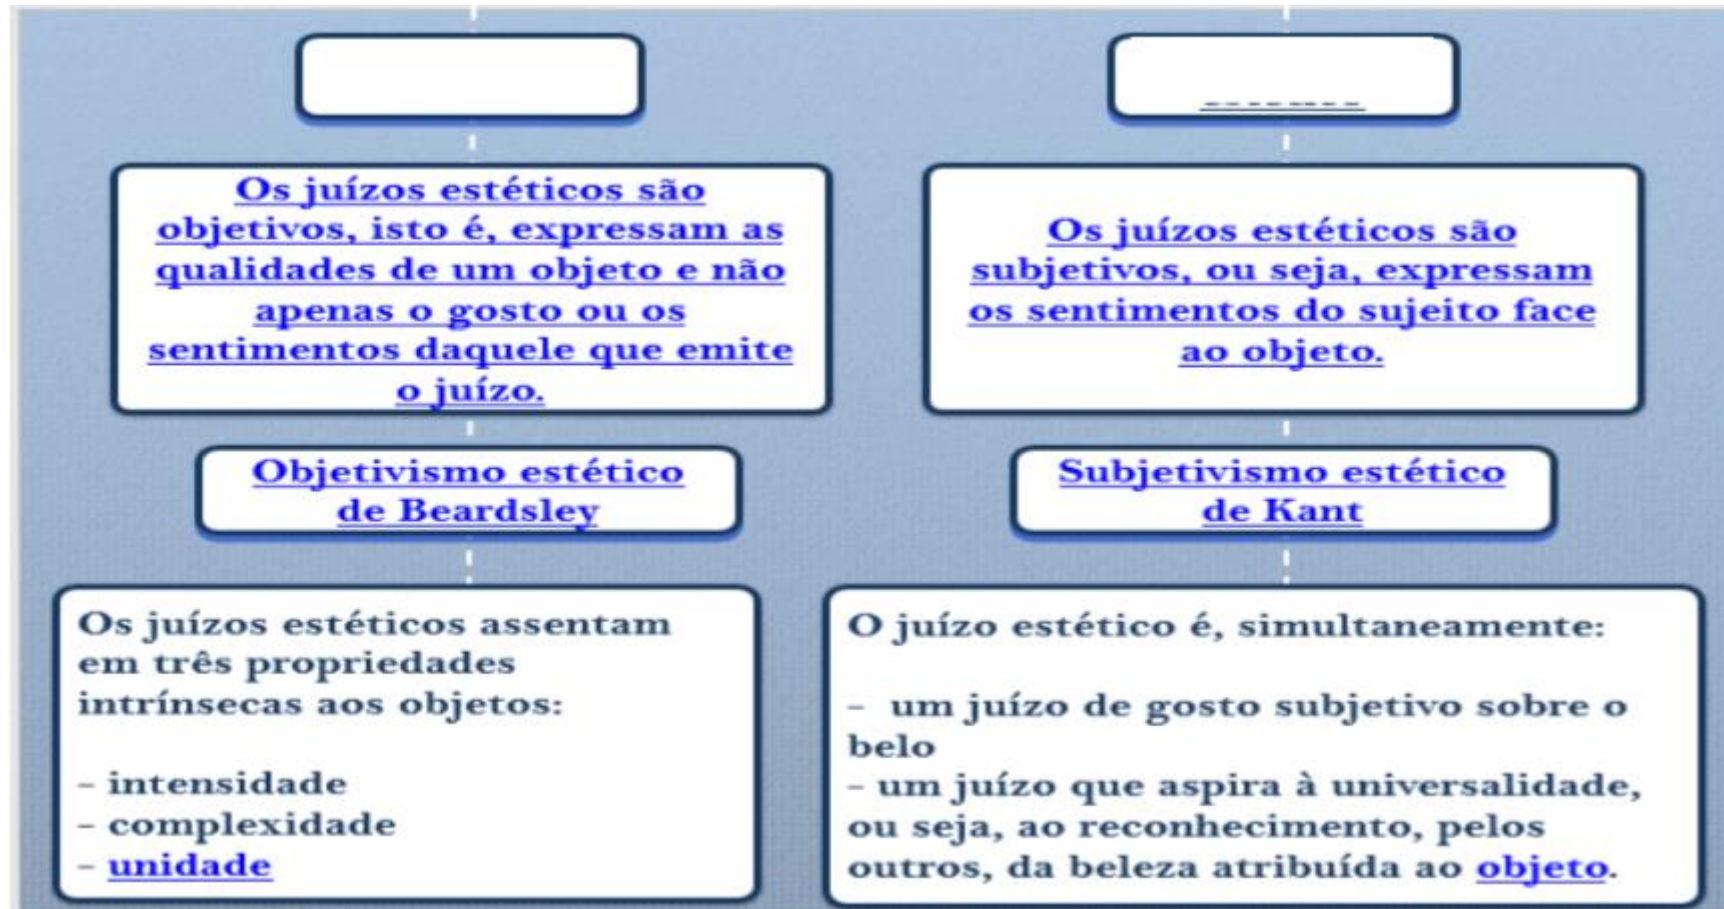 Os juízos estéticos são
objetivos, isto é, expressam as
qualidades de um objeto e não
apenas o gosto ou os
sentimentos daquele que emite
o juízo.
Objetivismo estético
de Beardsley
Os juízos estéticos assentam
em três propriedades
intrínsecas aos objetos:
- intensidade
- complexidade
- unidade
Os juízos estéticos são
subjetivos, ou seja, expressam
os sentimentos do sujeito face
ao objeto.
Subjetivismo estético
de Kant
O juízo estético é, simultaneamente:
- um juízo de gosto subjetivo sobre o
belo
- um juízo que aspira à universalidade,
ou seja, ao reconhecimento, pelos
outros, da beleza atribuída ao objeto.